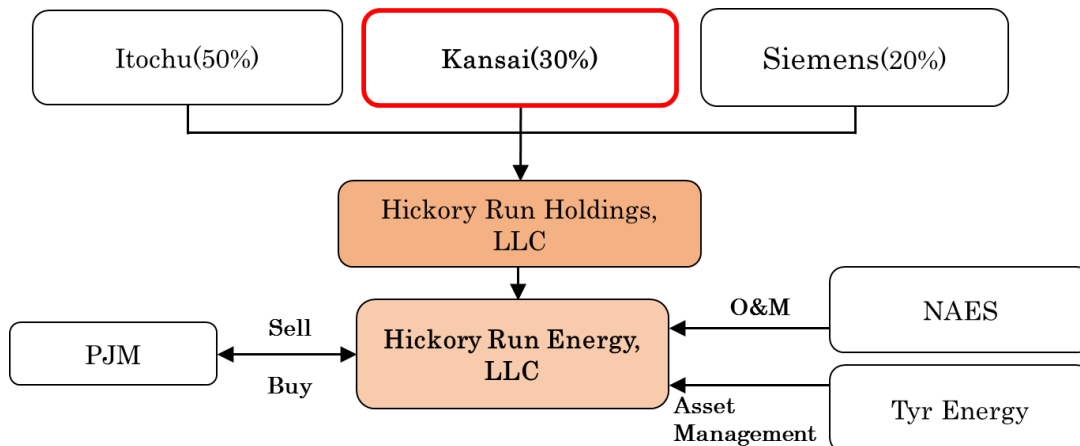 Itochu(50%)
Kansai(30%)
Siemens(20%)
Hickory Run Holdings,
LLC
Hickory Run Energy,
LLC
PJM
Sell
Buy
O&M
NAES
Asset
Management
Tyr Energy